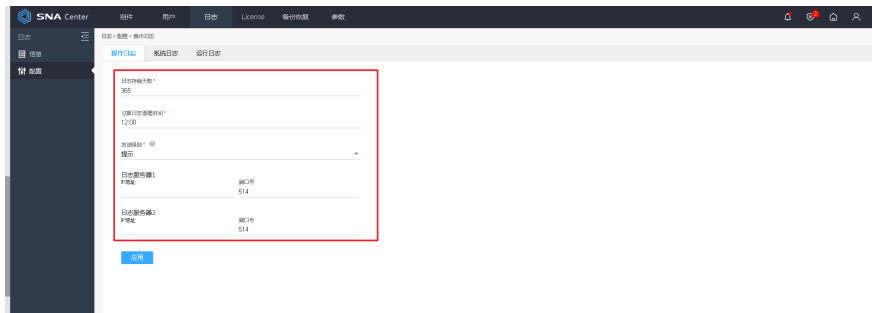 SNA Center
组件 用户 日志 License 备份恢复 参数
2
日志
日志 > 配置 > 操作日志
信息
操作日志 系统日志 运行日志
配置
日志存储天数 *
365
过期日志清理时间 *
12:00
发送级别 *
提示
日志服务器1
IP地址 端口号
514
日志服务器2
IP地址 端口号
514
应用